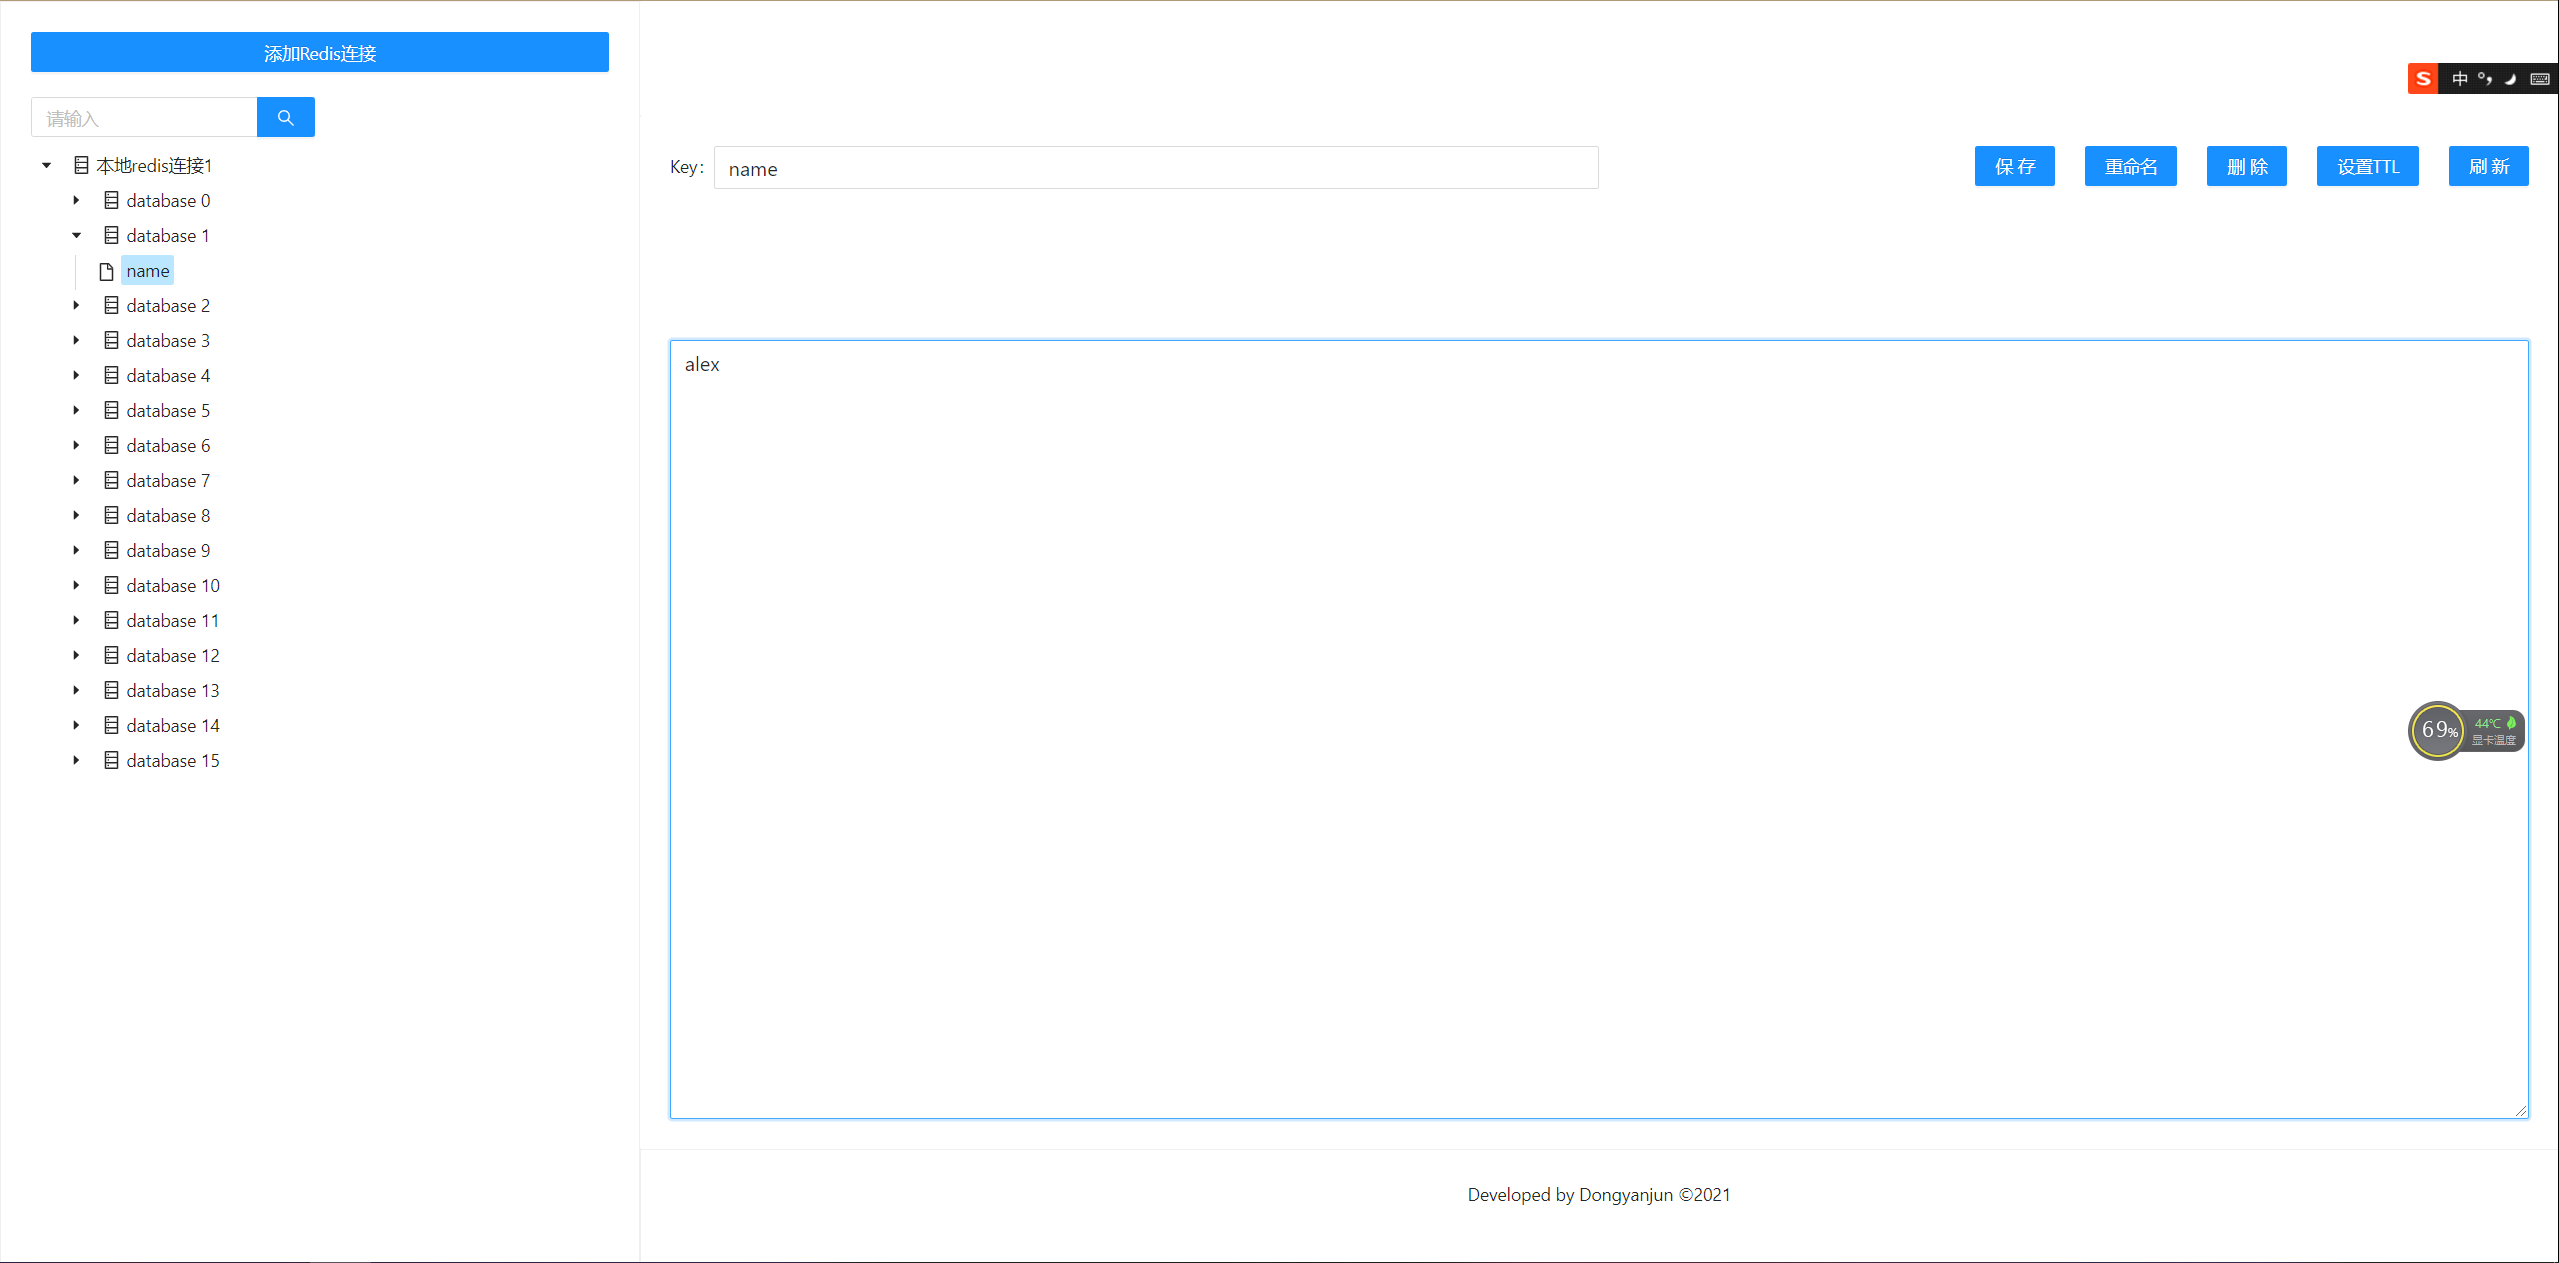 添加Redis连接
请输入
本地redis连接1
database 0
database 1
name
database 2
database 3
database 4
database 5
database 6
database 7
database 8
database 9
database 10
database 11
database 12
database 13
database 14
database 15
S 中
Key: name 保 存 重命名 删 除 设置TTL 刷 新
alex
69% 44℃
显卡温度
Developed by Dongyanjun ©2021